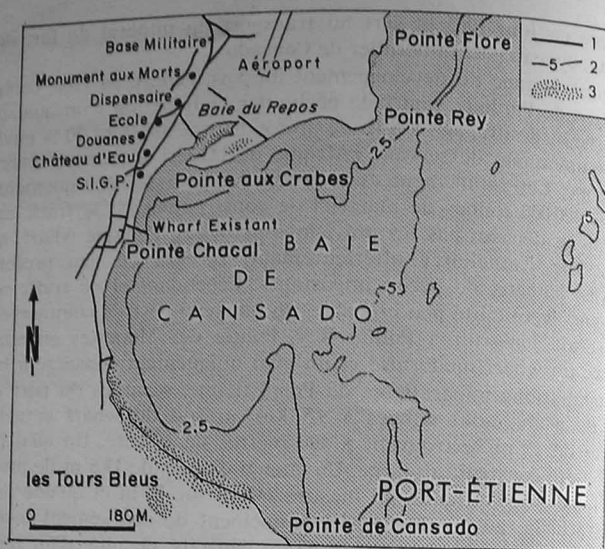 Base Militaire
Aéroport
Pointe Flore
1
5 2
3
Monument aux Morts
Dispensaire
Baie du Repos
Ecole
Pointe Rey
Douanes
Château d'Eau
2.5
S.I.G.P.
Pointe aux Crabes
5
Wharf Existant
Pointe Chacal
BAIE
DE
CANSADO
5
N
2.5
les Tours Bleus
PORT-ÉTIENNE
0 180 M.
Pointe de Cansado